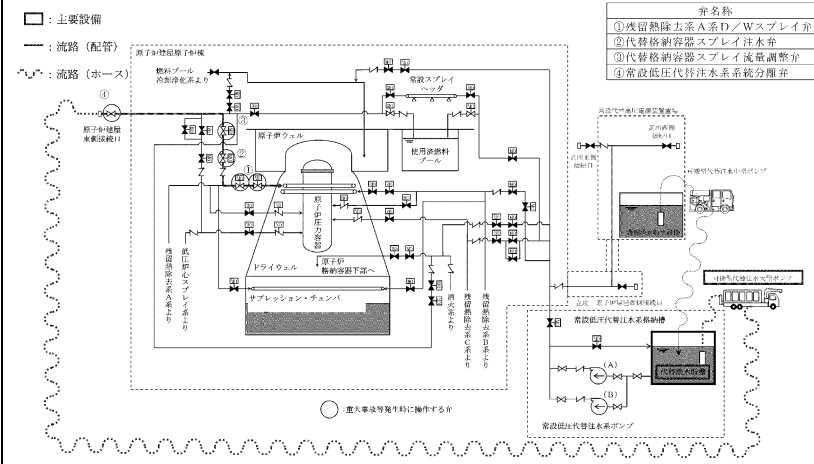 ：主要設備
：流路（配管）
：流路（ホース）
弁名称
①残留熱除去系A系D／Wスプレイ弁
②代替格納容器スプレイ注水弁
③代替格納容器スプレイ流量調整弁
④常設低圧代替注水系系統分離弁
原子炉建屋原子炉棟
燃料プール
冷却浄化系より
常設スプレイ
ヘッダ
④
原子炉建屋
東側接続口
③
②
①
原子炉ウェル
使用済燃料
プール
原子炉圧力容器
可搬型代替注水中型ポンプ
残留熱除去系A系より
低圧炉心スプレイ系より
ドライウェル
原子炉
格納容器下部へ
サプレッション・チェンバ
消火系より
残留熱除去系C系より
残留熱除去系B系より
可搬型代替注水大型ポンプ
常設低圧代替注水系格納槽
（A）
（B）
代替淡水貯槽
常設低圧代替注水系ポンプ
：重大事故等発生時に操作する弁